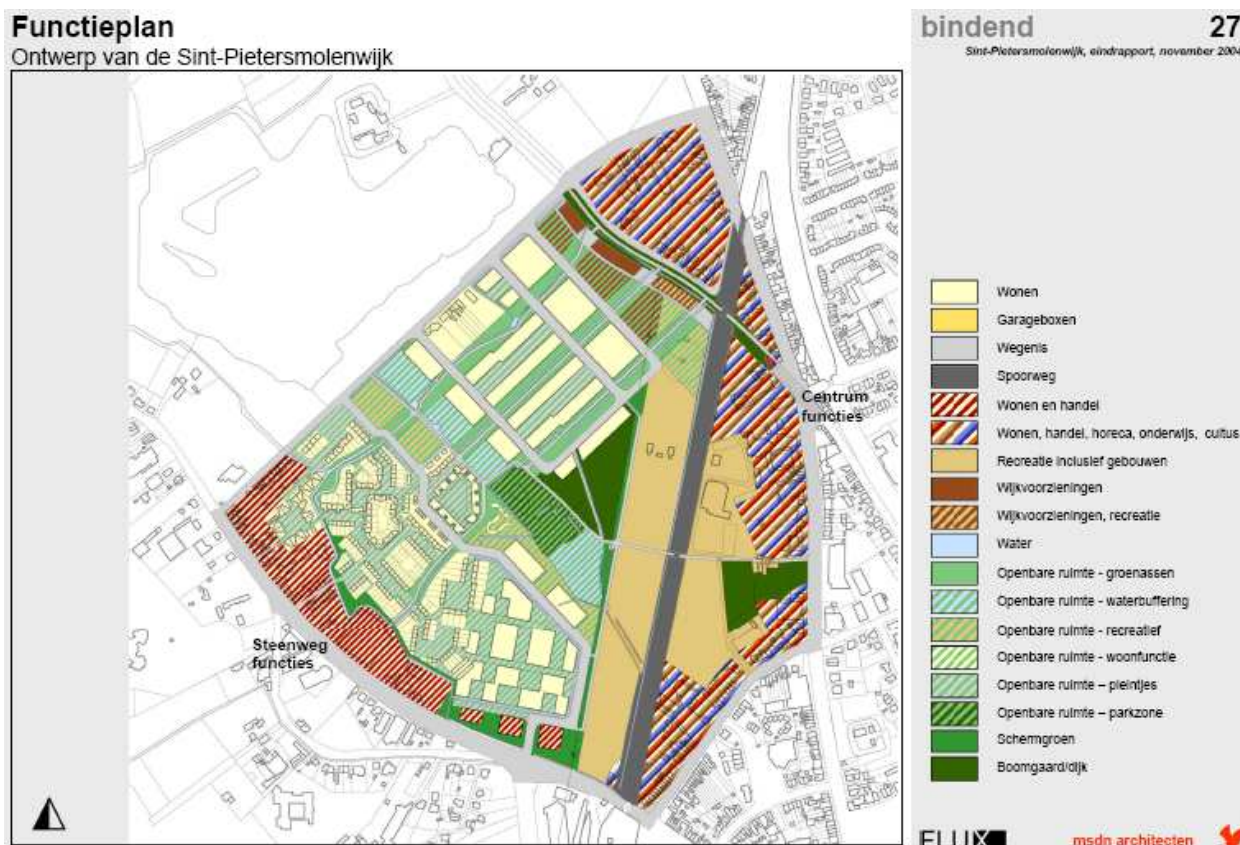 Functieplan
Ontwerp van de Sint-Pietersmolenwijk
bindend 27
Sint-Pietersmolenwijk, eindrapport, november 2004
Centrum
functies
Steenweg
functies
Wonen
Garageboxen
Wegenis
Spoorweg
Wonen en handel
Wonen, handel, horeca, onderwijs, cultus
Recreatie inclusief gebouwen
Wijkvoorzieningen
Wijkvoorzieningen, recreatie
Water
Openbare ruimte - groenassen
Openbare ruimte - waterbuffering
Openbare ruimte - recreatief
Openbare ruimte - woonfunctie
Openbare ruimte – pleintjes
Openbare ruimte – parkzone
Schermgroen
Boomgaard/dijk
FLUX
msdn architecten